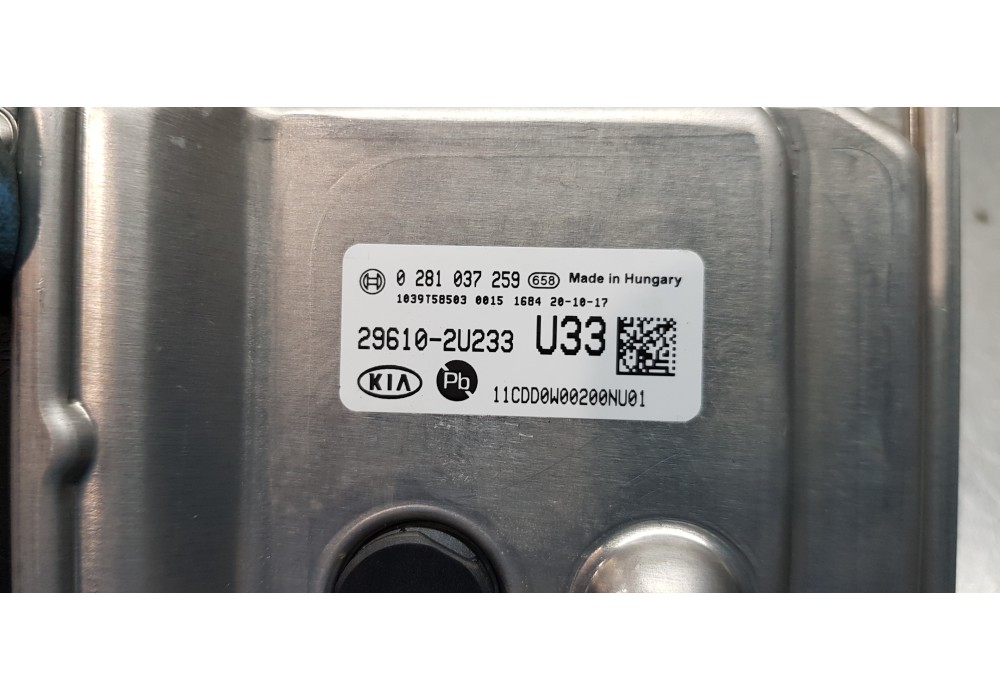 0 281 037 259 658 Made in Hungary
1039T58503 0015 1684 20-10-17
29610-2U233 U33
KIA Pb 11CDD0W00200NU01